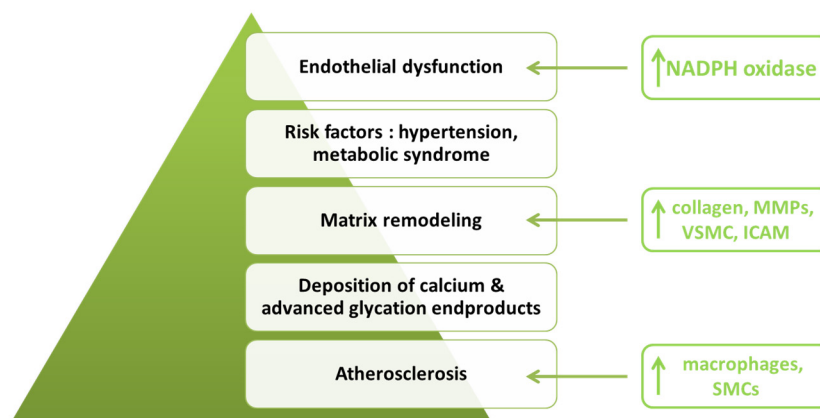 Endothelial dysfunction
NADPH oxidase
Risk factors : hypertension,
metabolic syndrome
Matrix remodeling
collagen, MMPs,
VSMC, ICAM
Deposition of calcium &
advanced glycation endproducts
Atherosclerosis
macrophages,
SMCs